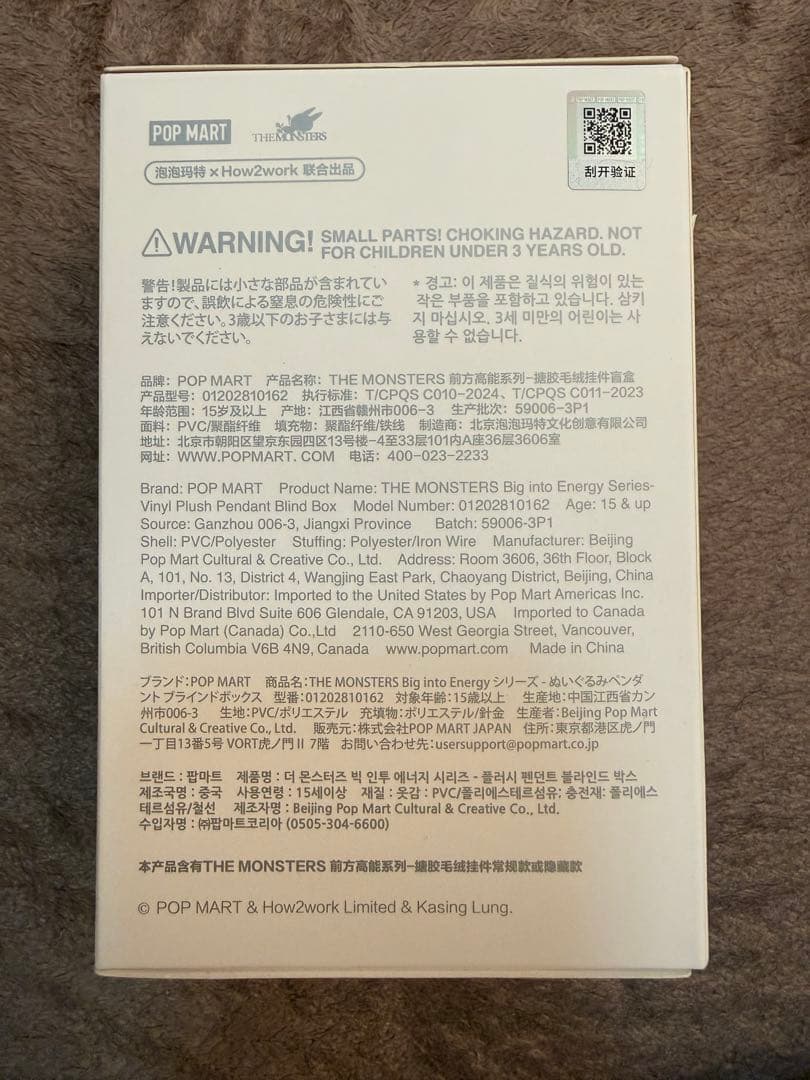 POP MART
THE MONSTERS
泡泡玛特 × How2work 联合出品
刮开验证
WARNING! SMALL PARTS! CHOKING HAZARD. NOT
FOR CHILDREN UNDER 3 YEARS OLD.
警告!製品には小さな部品が含まれてい
ますので、誤飲による窒息の危険性にご
注意ください。3歳以下のお子さまには与
えないでください。
* 경고: 이 제품은 질식의 위험이 있는
작은 부품을 포함하고 있습니다. 삼키
지 마십시오. 3세 미만의 어린이는 사
용할 수 없습니다.
品牌: POP MART 产品名称: THE MONSTERS 前方高能系列-搪胶毛绒挂件盲盒
产品型号: 01202810162 执行标准: T/CPQS C010-2024、T/CPQS C011-2023
年龄范围: 15岁及以上 产地: 江西省赣州市006-3 生产批次: 59006-3P1
面料: PVC/聚酯纤维 填充物: 聚酯纤维/铁线 制造商: 北京泡泡玛特文化创意有限公司
地址: 北京市朝阳区望京东园四区13号楼-4至33层101内A座36层3606室
网址: WWW.POPMART. COM 电话: 400-023-2233
Brand: POP MART Product Name: THE MONSTERS Big into Energy Series-
Vinyl Plush Pendant Blind Box Model Number: 01202810162 Age: 15 & up
Source: Ganzhou 006-3, Jiangxi Province Batch: 59006-3P1
Shell: PVC/Polyester Stuffing: Polyester/Iron Wire Manufacturer: Beijing
Pop Mart Cultural & Creative Co., Ltd. Address: Room 3606, 36th Floor, Block
A, 101, No. 13, District 4, Wangjing East Park, Chaoyang District, Beijing, China
Importer/Distributor: Imported to the United States by Pop Mart Americas Inc.
101 N Brand Blvd Suite 606 Glendale, CA 91203, USA Imported to Canada
by Pop Mart (Canada) Co.,Ltd 2110-650 West Georgia Street, Vancouver,
British Columbia V6B 4N9, Canada www.popmart.com Made in China
ブランド:POP MART 商品名:THE MONSTERS Big into Energy シリーズ - ぬいぐるみペンダ
ント ブラインドボックス 型番:01202810162 対象年齢:15歳以上 生産地:中国江西省カン
州市006-3 生地:PVC/ポリエステル 充填物:ポリエステル/針金 生産者:Beijing Pop Mart
Cultural & Creative Co., Ltd. 販売元:株式会社POP MART JAPAN 住所:東京都港区虎ノ門
一丁目13番5号 VORT虎ノ門Ⅱ 7階 お問い合わせ先:usersupport@popmart.co.jp
브랜드 : 팝마트 제품명 : 더 몬스터즈 빅 인투 에너지 시리즈 - 플러시 펜던트 블라인드 박스
제조국명 : 중국 사용연령 : 15세이상 재질 : 옷감 : PVC/폴리에스테르섬유; 충전재: 폴리에스
테르섬유/철선 제조자명 : Beijing Pop Mart Cultural & Creative Co., Ltd.
수입자명 : ㈜팝마트코리아 (0505-304-6600)
本产品含有THE MONSTERS 前方高能系列-搪胶毛绒挂件常规款或隐藏款
© POP MART & How2work Limited & Kasing Lung.